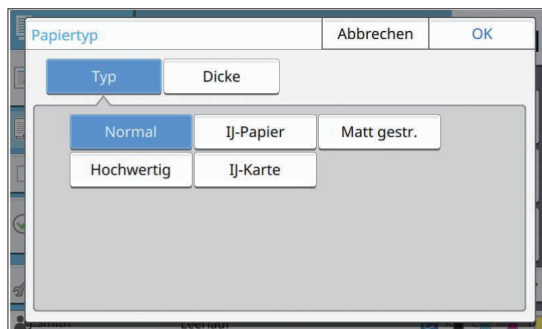 Papiertyp Abbrechen OK
Typ Dicke
Normal IJ-Papier Matt gestr.
Hochwertig IJ-Karte